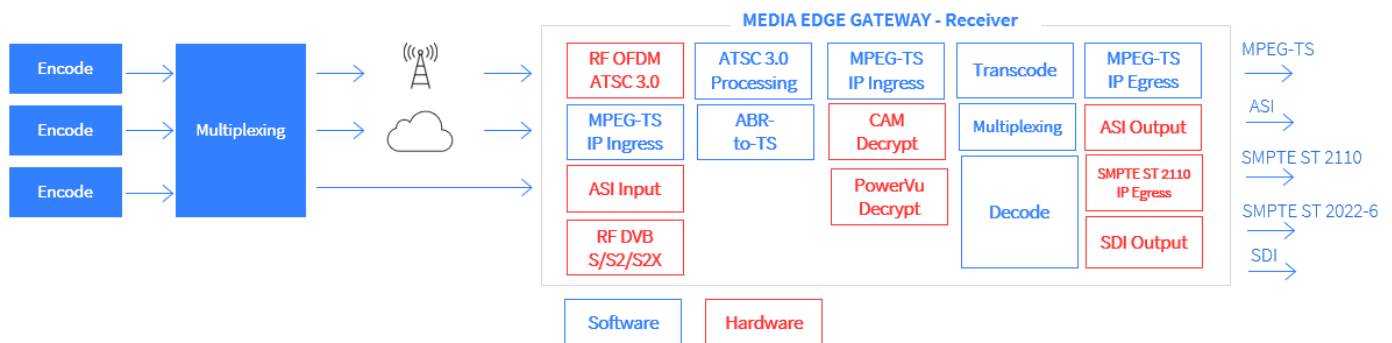 MEDIA EDGE GATEWAY - Receiver
Encode
Encode
Encode
Multiplexing
RF OFDM
ATSC 3.0
MPEG-TS
IP Ingress
ASI Input
RF DVB
S/S2/S2X
ATSC 3.0
Processing
ABR-
to-TS
MPEG-TS
IP Ingress
CAM
Decrypt
PowerVu
Decrypt
Transcode
Multiplexing
Decode
MPEG-TS
IP Egress
ASI Output
SMPTE ST 2110
IP Egress
SDI Output
MPEG-TS
ASI
SMPTE ST 2110
SMPTE ST 2022-6
SDI
Software
Hardware